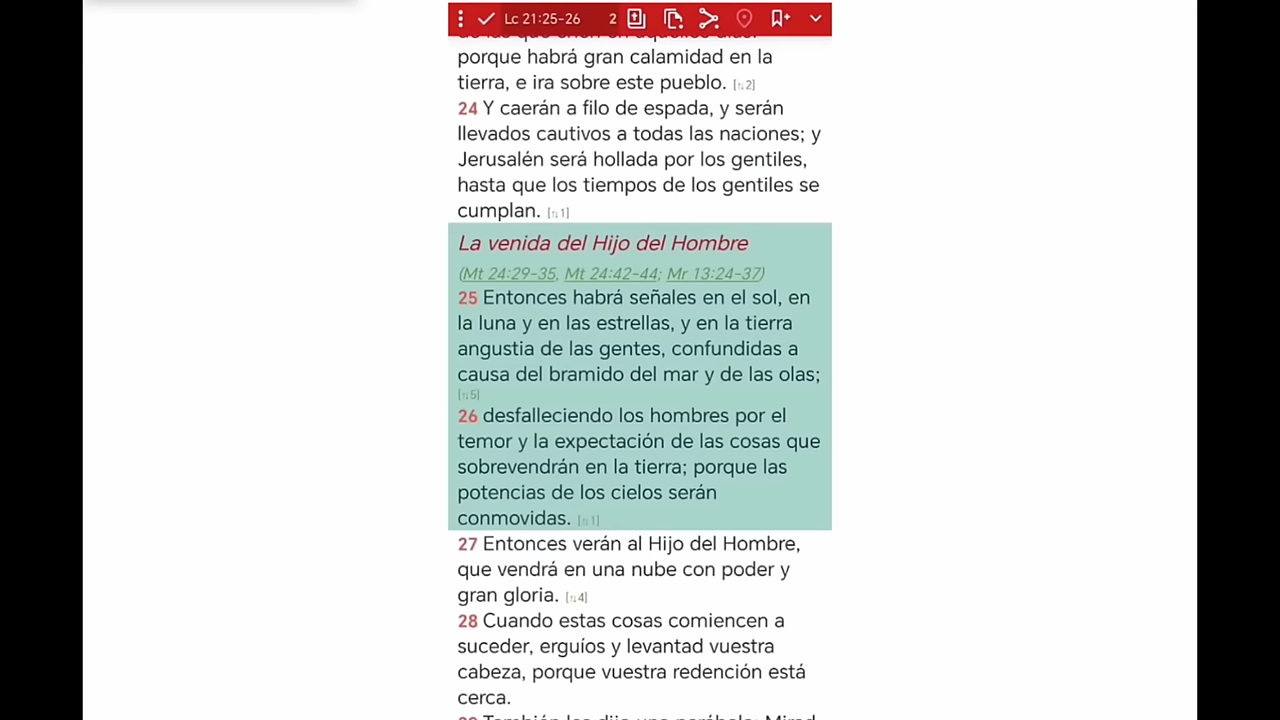 Lc 21:25-26 2
porque habrá gran calamidad en la
tierra, e ira sobre este pueblo. [↑↓2]
24 Y caerán a filo de espada, y serán
llevados cautivos a todas las naciones; y
Jerusalén será hollada por los gentiles,
hasta que los tiempos de los gentiles se
cumplan. [↑↓1]
La venida del Hijo del Hombre
(Mt 24:29-35, Mt 24:42-44; Mr 13:24-37)
25 Entonces habrá señales en el sol, en
la luna y en las estrellas, y en la tierra
angustia de las gentes, confundidas a
causa del bramido del mar y de las olas;
[↑↓5]
26 desfalleciendo los hombres por el
temor y la expectación de las cosas que
sobrevendrán en la tierra; porque las
potencias de los cielos serán
conmovidas. [↑↓1]
27 Entonces verán al Hijo del Hombre,
que vendrá en una nube con poder y
gran gloria. [↑↓4]
28 Cuando estas cosas comiencen a
suceder, erguíos y levantad vuestra
cabeza, porque vuestra redención está
cerca.